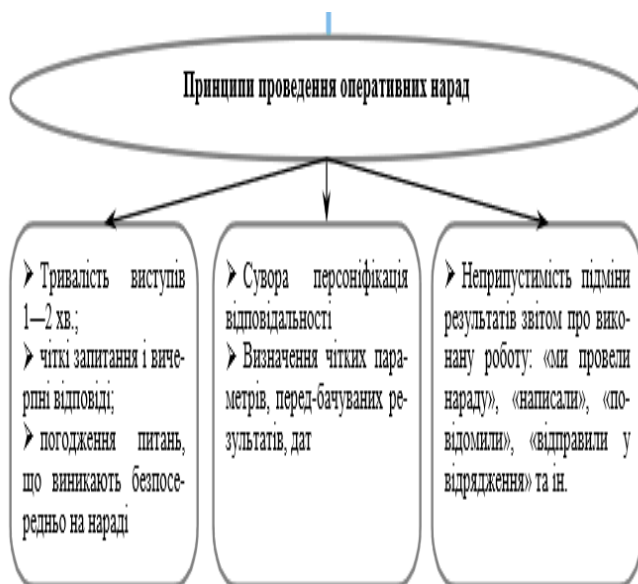 Принципи проведення оперативних нарад
➢ Тривалість виступів
1—2 хв.;
➢ чіткі запитання і виче-
рпні відповіді;
➢ погодження питань,
що виникають безпосе-
редньо на нараді
➢ Сувора персоніфікація
відповідальності
➢ Визначення чітких пара-
метрів, перед-бачуваних ре-
зультатів, дат
➢ Неприпустимість підміни
результатів звітом про вико-
нану роботу: «ми провели
нараду», «написали», «по-
відомили», «відправили у
відрядження» та ін.